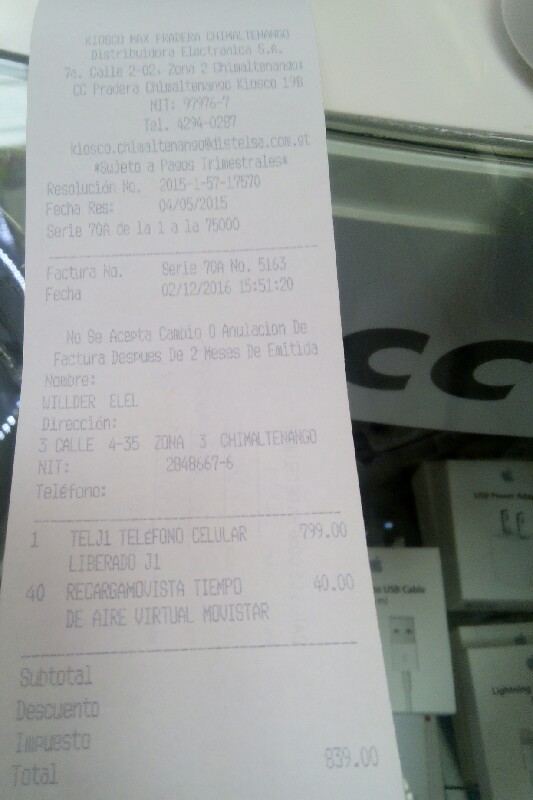 KIOSCO MAX PRADERA CHIMALTENANGO
Distribuidora Electronica S.A.
7a. Calle 2-02, Zona 2 Chimaltenango:
CC Pradera Chimaltenango Kiosco 19B
NIT: 97976-7
Tel. 4294-0287
kiosco.chimaltenango@distelsa.com.gt
*Sujeto a Pagos Trimestrales*
Resolución No. 2015-1-57-17570
Fecha Res: 04/05/2015
Serie 70A de la 1 a la 75000
Factura No. Serie 70A No. 5163
Fecha 02/12/2016 15:51:20
No Se Acepta Cambio O Anulacion De
Factura Despues De 2 Meses De Emitida
Nombre:
WILLDER ELEL
Dirección:
3 CALLE 4-35 ZONA 3 CHIMALTENANGO
NIT: 2848667-6
Teléfono:
1 TELJ1 TELEFONO CELULAR 799.00
LIBERADO J1
40 RECARGAMOVISTA TIEMPO 40.00
DE AIRE VIRTUAL MOVISTAR
Subtotal
Descuento
Impuesto
Total 839.00
CC
USB Power Ada
to USB Cable
Lightning